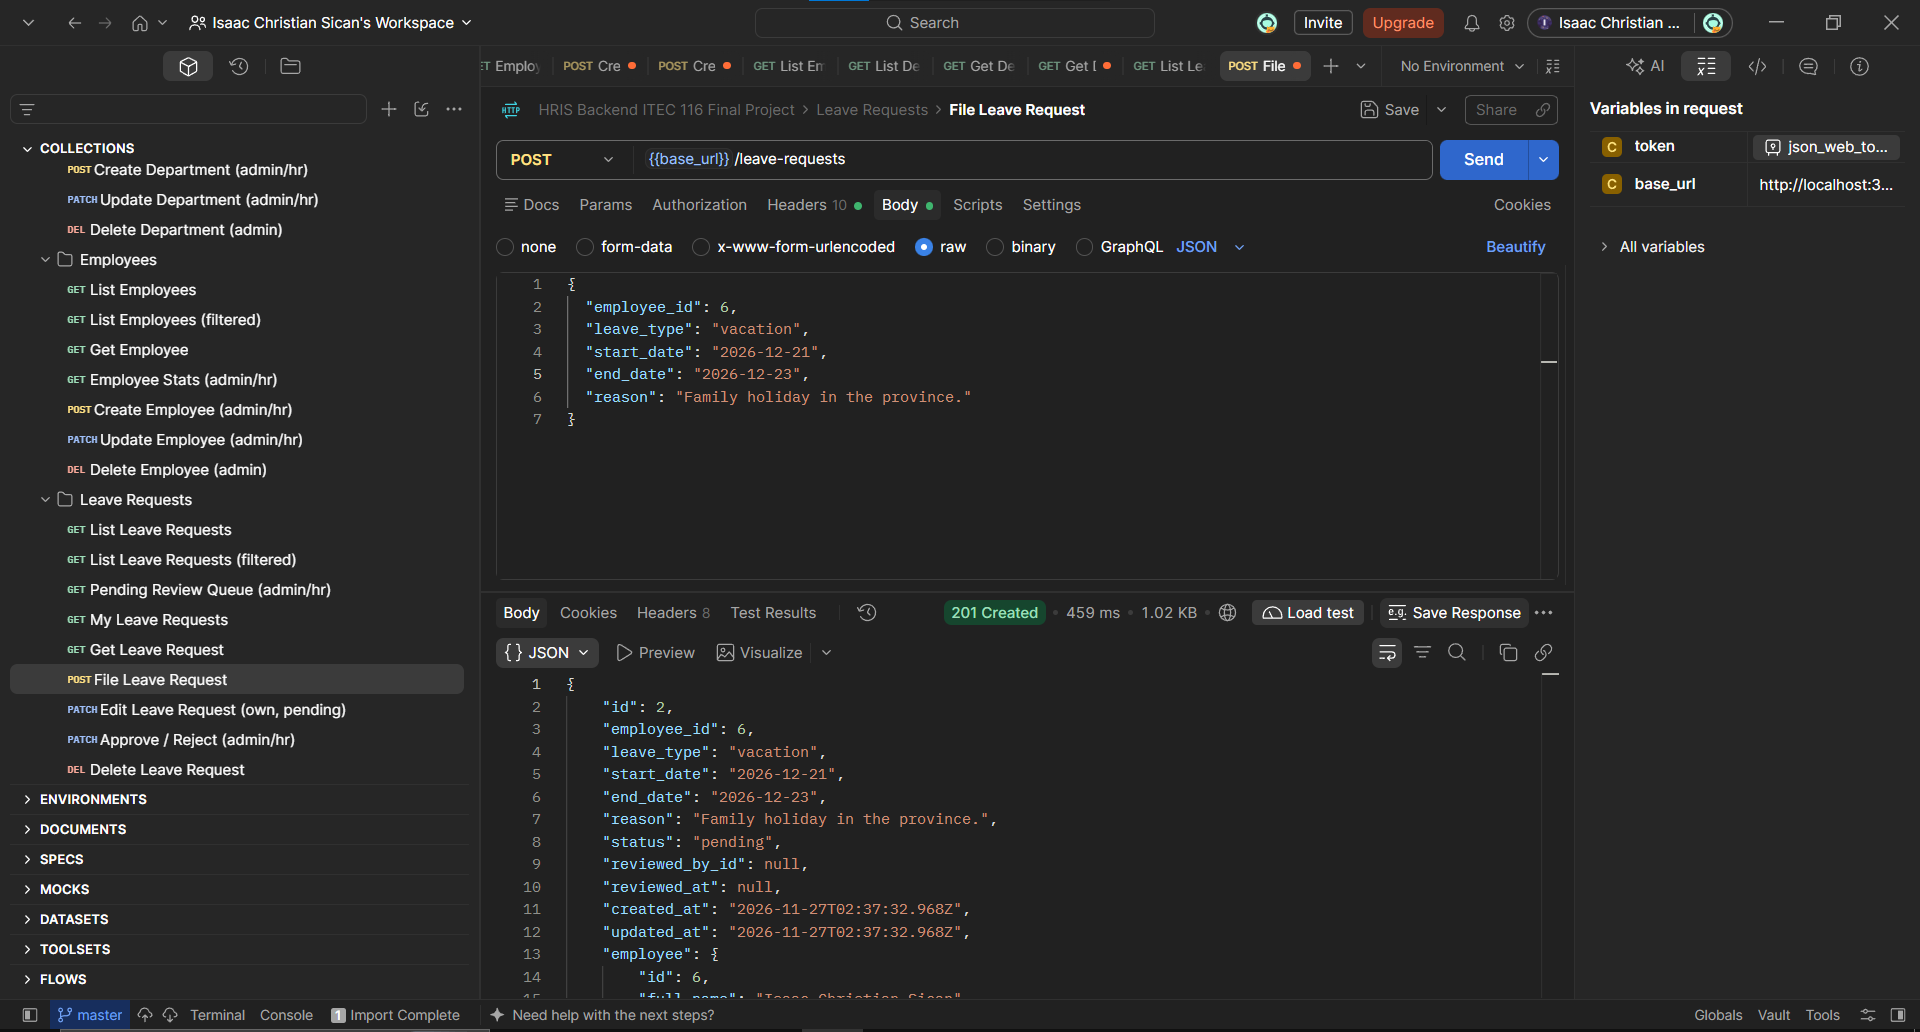 Isaac Christian Sican's Workspace
Search
Invite
Upgrade
Isaac Christian ...
COLLECTIONS
POST Create Department (admin/hr)
PATCH Update Department (admin/hr)
DEL Delete Department (admin)
Employees
GET List Employees
GET List Employees (filtered)
GET Get Employee
GET Employee Stats (admin/hr)
POST Create Employee (admin/hr)
PATCH Update Employee (admin/hr)
DEL Delete Employee (admin)
Leave Requests
GET List Leave Requests
GET List Leave Requests (filtered)
GET Pending Review Queue (admin/hr)
GET My Leave Requests
GET Get Leave Request
POST File Leave Request
PATCH Edit Leave Request (own, pending)
PATCH Approve / Reject (admin/hr)
DEL Delete Leave Request
ENVIRONMENTS
DOCUMENTS
SPECS
MOCKS
DATASETS
TOOLSETS
FLOWS
ET Employ POST Cre POST Cre GET List Em GET List De GET Get De GET Get D GET List Le POST File No Environment
HTTP HRIS Backend ITEC 116 Final Project > Leave Requests > File Leave Request Save Share
POST {{base_url}} /leave-requests Send
Docs Params Authorization Headers 10 Body Scripts Settings Cookies
none form-data x-www-form-urlencoded raw binary GraphQL JSON Beautify
1 {
2 "employee_id": 6,
3 "leave_type": "vacation",
4 "start_date": "2026-12-21",
5 "end_date": "2026-12-23",
6 "reason": "Family holiday in the province."
7 }
Body Cookies Headers 8 Test Results 201 Created 459 ms 1.02 KB Load test e.g. Save Response
{} JSON Preview Visualize
1 {
2 "id": 2,
3 "employee_id": 6,
4 "leave_type": "vacation",
5 "start_date": "2026-12-21",
6 "end_date": "2026-12-23",
7 "reason": "Family holiday in the province.",
8 "status": "pending",
9 "reviewed_by_id": null,
10 "reviewed_at": null,
11 "created_at": "2026-11-27T02:37:32.968Z",
12 "updated_at": "2026-11-27T02:37:32.968Z",
13 "employee": {
14 "id": 6,
15 "full_name": "Isaac Christian Sican"
AI
Variables in request
C token json_web_to...
C base_url http://localhost:3...
All variables
master Terminal Console 1 Import Complete Need help with the next steps? Globals Vault Tools